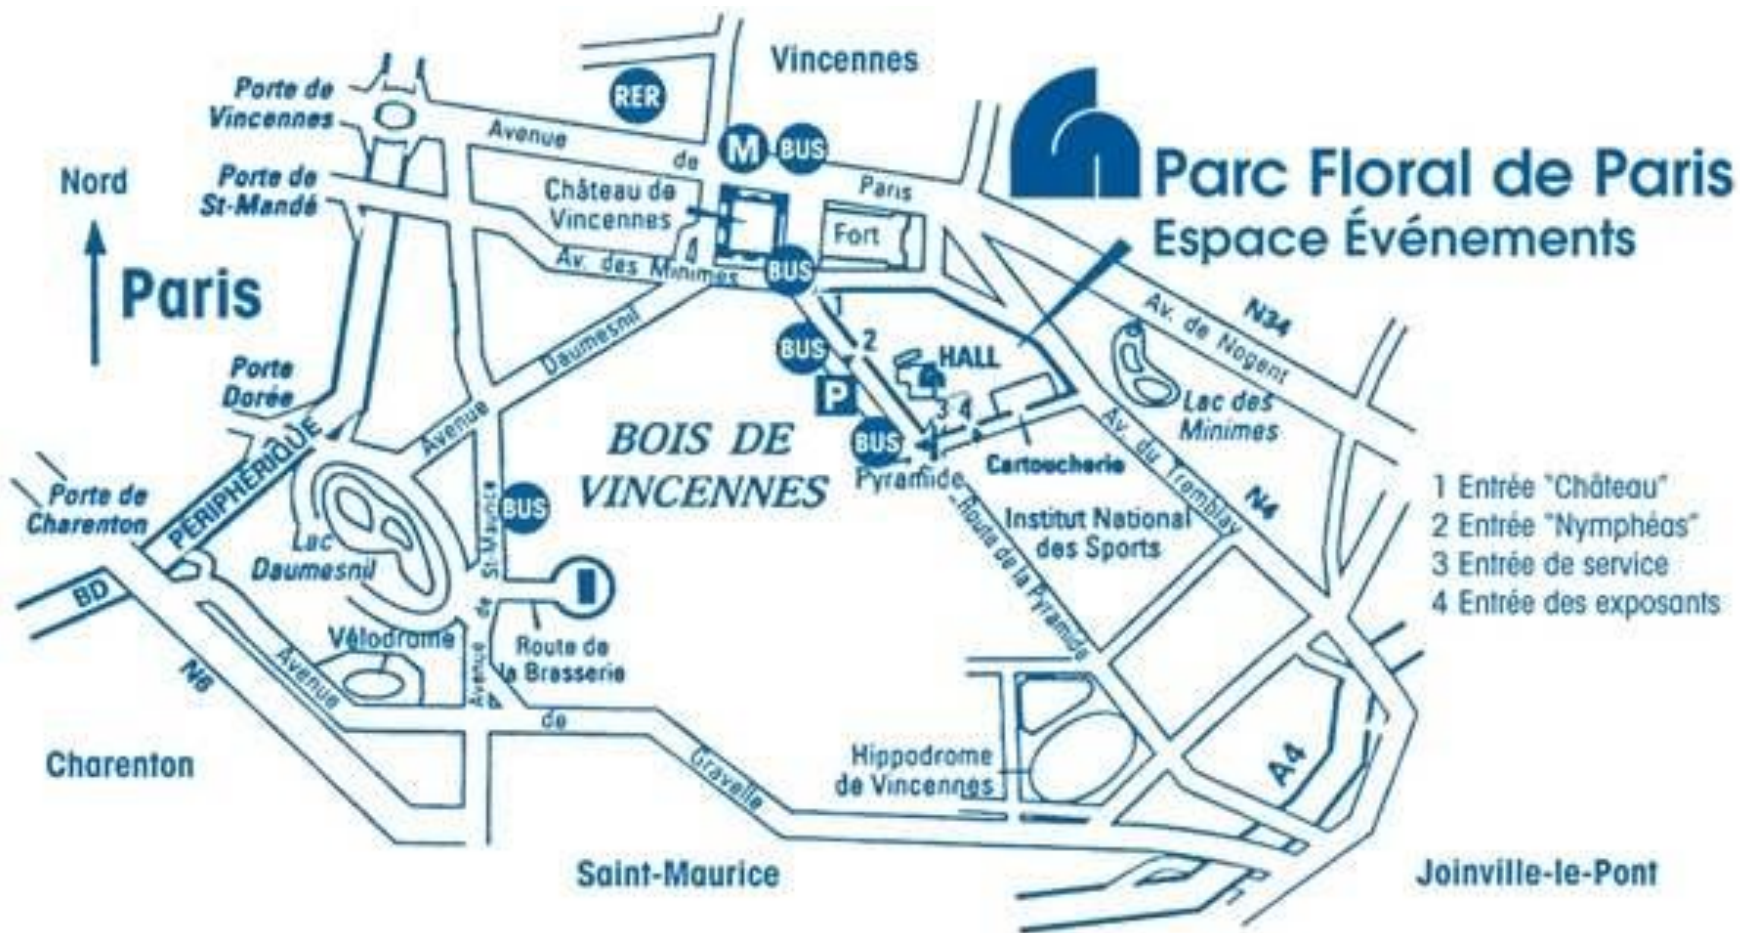 Vincennes
RER
Porte de
Vincennes
Avenue
de
M
BUS
Paris
Parc Floral de Paris
Espace Événements
Nord
Porte de
St-Mandé
Château de
Vincennes
Fort
Av. des Minimes
BUS
Paris
Daumesnil
1
BUS
2
HALL
N34
Av. de Nogent
Porte
Dorée
P
Lac des
Minimes
3 4
Avenue
BUS
BOIS DE
VINCENNES
Pyramide
Cartoucherie
Av. du Tremblay
N4
PÉRIPHÉRIQUE
Porte de
Charenton
Lac
Daumesnil
St-Maurice
BUS
Route de la Pyramide
Institut National
des Sports
1 Entrée "Château"
2 Entrée "Nymphéas"
3 Entrée de service
4 Entrée des exposants
BD
de
Vélodrome
Route de
la Brasserie
N6
Avenue
Avenue
de
Gravelle
Hippodrome
de Vincennes
A4
Charenton
Saint-Maurice
Joinville-le-Pont